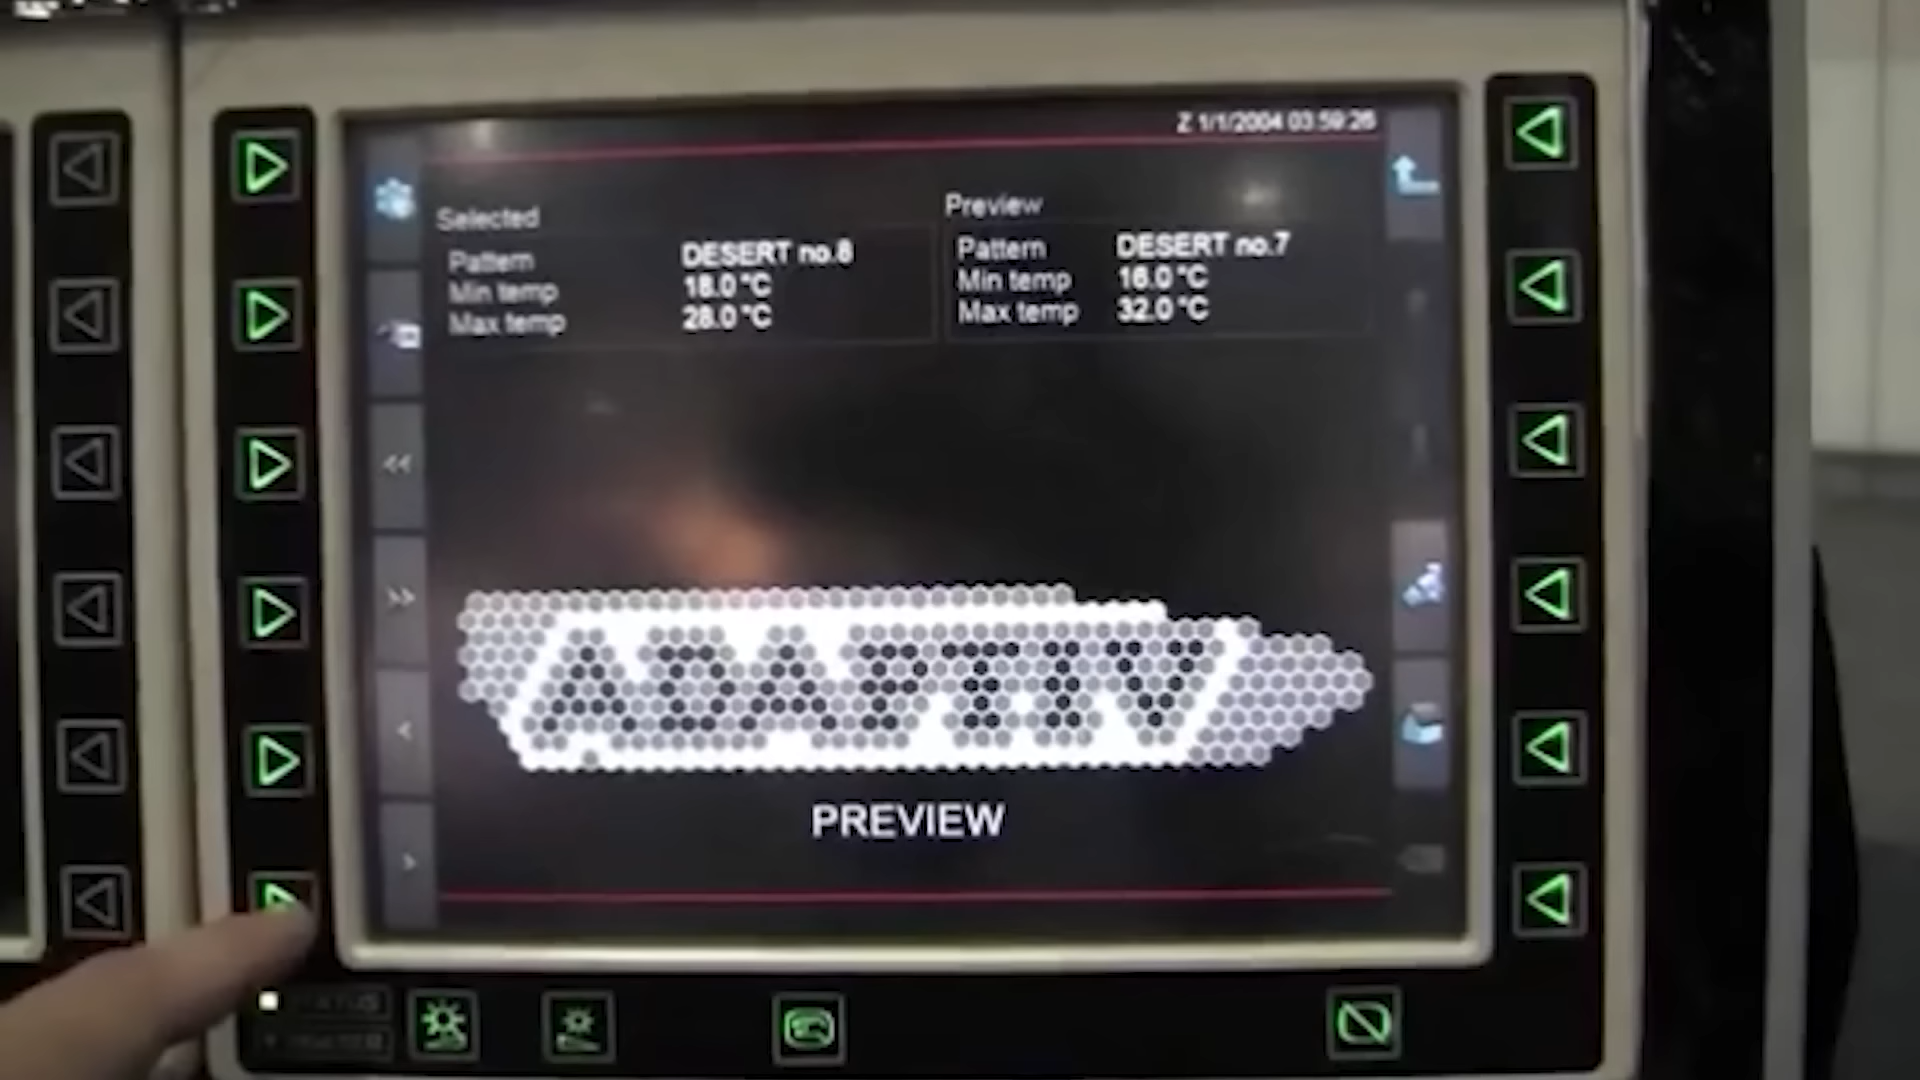 Z 1/1/2004 03:59:26
Selected
Pattern DESERT no.8
Min temp 18.0 °C
Max temp 28.0 °C
Preview
Pattern DESERT no.7
Min temp 16.0 °C
Max temp 32.0 °C
<<
>>
<
>
ADAPTIV
PREVIEW
STATUS